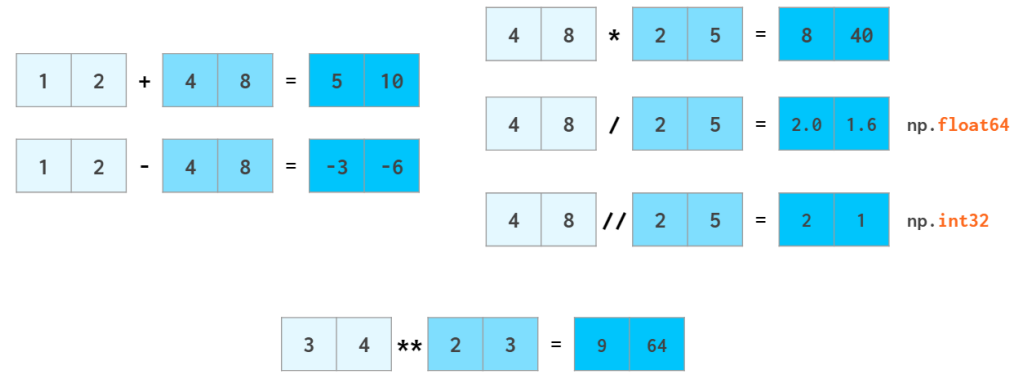 1 2 + 4 8 = 5 10
1 2 - 4 8 = -3 -6
4 8 * 2 5 = 8 40
4 8 / 2 5 = 2.0 1.6 np.float64
4 8 // 2 5 = 2 1 np.int32
3 4 ** 2 3 = 9 64